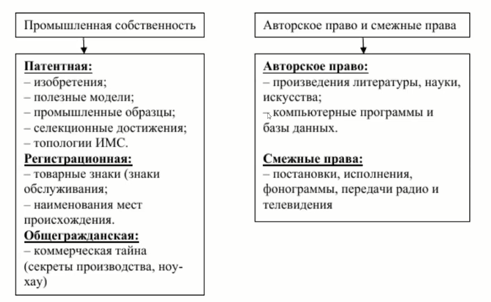 Промышленная собственность
Патентная:
– изобретения;
– полезные модели;
– промышленные образцы;
– селекционные достижения;
– топологии ИМС.
Регистрационная:
– товарные знаки (знаки
обслуживания;
– наименования мест
происхождения.
Общегражданская:
– коммерческая тайна
(секреты производства, ноу-
хау)
Авторское право и смежные права
Авторское право:
– произведения литературы, науки,
искусства;
– компьютерные программы и
базы данных.
Смежные права:
– постановки, исполнения,
фонограммы, передачи радио и
телевидения